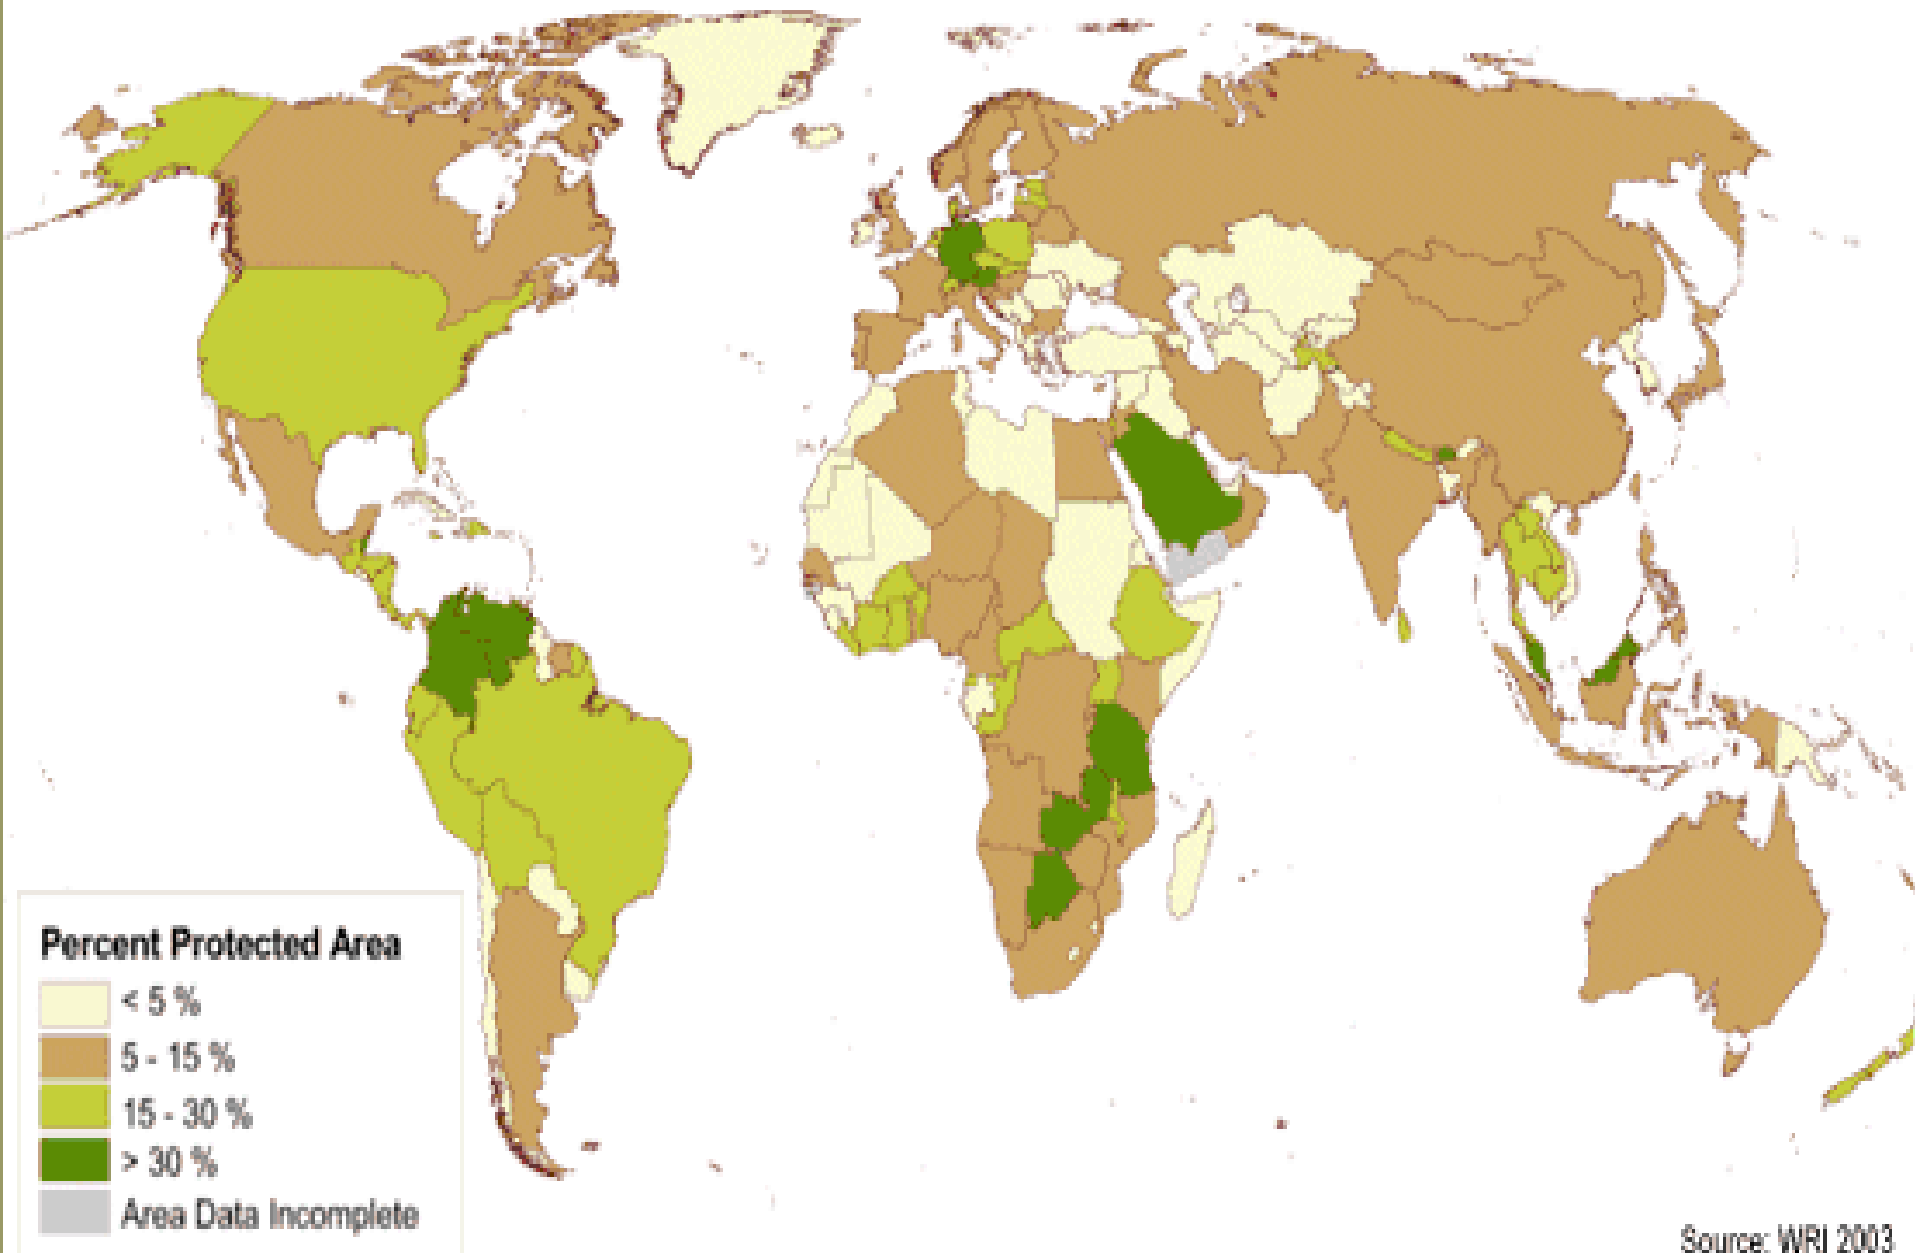 Percent Protected Area
< 5 %
5 - 15 %
15 - 30 %
> 30 %
Area Data Incomplete
Source: WRI 2003